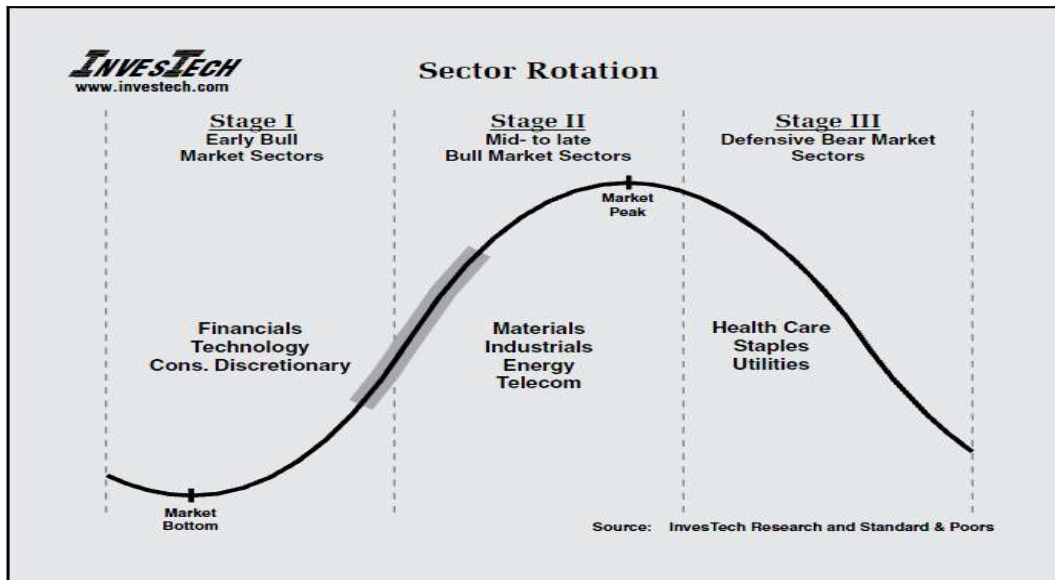 INVESTECH
www.investech.com
Sector Rotation
Stage I
Early Bull
Market Sectors
Stage II
Mid- to late
Bull Market Sectors
Stage III
Defensive Bear Market
Sectors
Market
Peak
Financials
Technology
Cons. Discretionary
Materials
Industrials
Energy
Telecom
Health Care
Staples
Utilities
Market
Bottom
Source: InvesTech Research and Standard & Poors